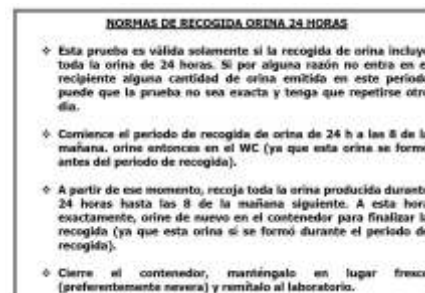 NORMAS DE RECOGIDA ORINA 24 HORAS
❖ Esta prueba es válida solamente si la recogida de orina incluye
toda la orina de 24 horas. Si por alguna razón no entra en el
recipiente alguna cantidad de orina emitida en este periodo
puede que la prueba no sea exacta y tenga que repetirse otro
día.
❖ Comience el periodo de recogida de orina de 24 h a las 8 de la
mañana, orine entonces en el WC (ya que esta orina se formó
antes del periodo de recogida).
❖ A partir de ese momento, recoja toda la orina producida durante
24 horas hasta las 8 de la mañana siguiente. A esta hora
exactamente, orine de nuevo en el contenedor para finalizar la
recogida (ya que esta orina si se formó durante el periodo de
recogida).
❖ Cierre el contenedor, manténgalo en lugar fresco
(preferentemente nevera) y remítalo al laboratorio.